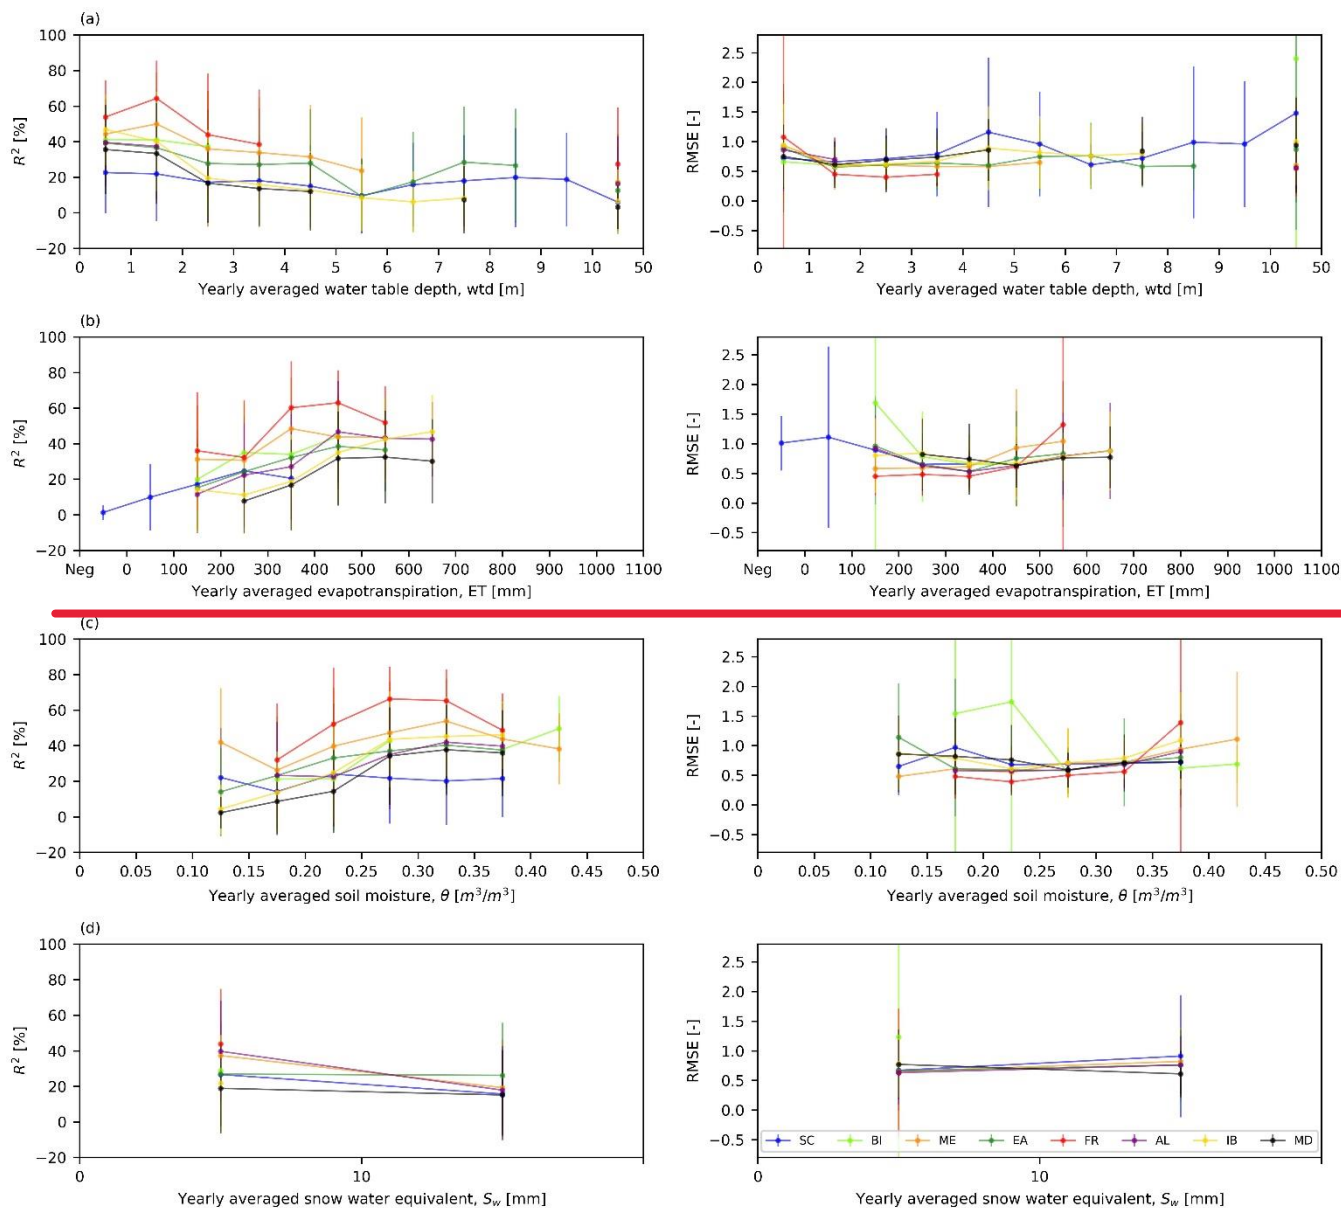 (a)
100
80
60
40
20
0
−20
R² [%]
0 1 2 3 4 5 6 7 8 9 10 50
Yearly averaged water table depth, wtd [m]
2.5
2.0
1.5
1.0
0.5
0.0
−0.5
RMSE [-]
0 1 2 3 4 5 6 7 8 9 10 50
Yearly averaged water table depth, wtd [m]
(b)
100
80
60
40
20
0
−20
R² [%]
Neg 0 100 200 300 400 500 600 700 800 900 1000 1100
Yearly averaged evapotranspiration, ET [mm]
2.5
2.0
1.5
1.0
0.5
0.0
−0.5
RMSE [-]
Neg 0 100 200 300 400 500 600 700 800 900 1000 1100
Yearly averaged evapotranspiration, ET [mm]
(c)
100
80
60
40
20
0
−20
R² [%]
0 0.05 0.10 0.15 0.20 0.25 0.30 0.35 0.40 0.45 0.50
Yearly averaged soil moisture, θ [m³/m³]
2.5
2.0
1.5
1.0
0.5
0.0
−0.5
RMSE [-]
0 0.05 0.10 0.15 0.20 0.25 0.30 0.35 0.40 0.45 0.50
Yearly averaged soil moisture, θ [m³/m³]
(d)
100
80
60
40
20
0
−20
R² [%]
0 10
Yearly averaged snow water equivalent, S_w [mm]
2.5
2.0
1.5
1.0
0.5
0.0
−0.5
RMSE [-]
SC BI ME EA FR AL IB MD
0 10
Yearly averaged snow water equivalent, S_w [mm]